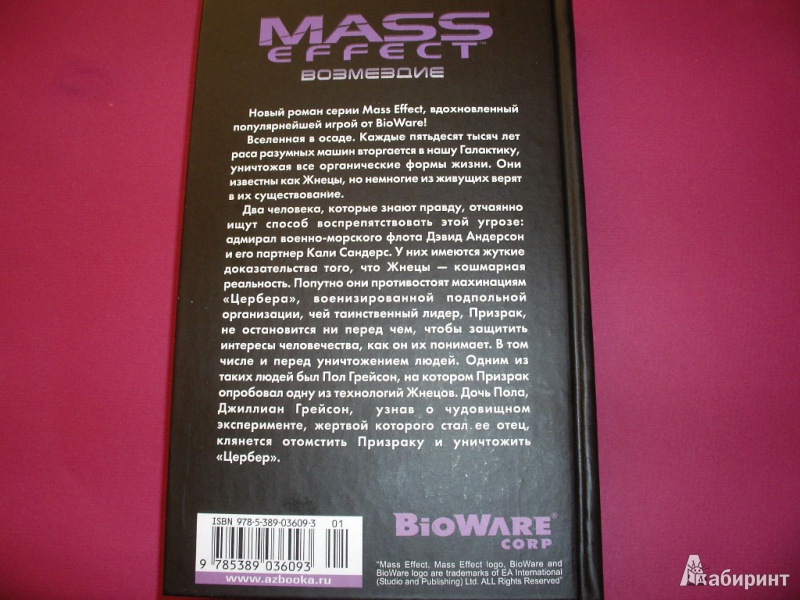 MASS
EFFECT™
ВОЗМЕЗДИЕ
Новый роман серии Mass Effect, вдохновленный
популярнейшей игрой от BioWare!
Вселенная в осаде. Каждые пятьдесят тысяч лет
раса разумных машин вторгается в нашу Галактику,
уничтожая все органические формы жизни. Они
известны как Жнецы, но немногие из живущих верят
в их существование.
Два человека, которые знают правду, отчаянно
ищут способ воспрепятствовать этой угрозе:
адмирал военно-морского флота Дэвид Андерсон
и его партнер Кали Сандерс. У них имеются жуткие
доказательства того, что Жнецы — кошмарная
реальность. Попутно они противостоят махинациям
«Цербера», военизированной подпольной
организации, чей таинственный лидер, Призрак,
не остановится ни перед чем, чтобы защитить
интересы человечества, как он их понимает. В том
числе и перед уничтожением людей. Одним из
таких людей был Пол Грейсон, на котором Призрак
опробовал одну из технологий Жнецов. Дочь Пола,
Джиллиан Грейсон, узнав о чудовищном
эксперименте, жертвой которого стал ее отец,
клянется отомстить Призраку и уничтожить
«Цербер».
ISBN 978-5-389-03609-3 01
9 785389 036093
www.azbooka.ru
BIOWARE®
CORP
"Mass Effect, Mass Effect logo, BioWare and
BioWare logo are trademarks of EA International
(Studio and Publishing) Ltd. ALL Rights Reserved"
Лабиринт